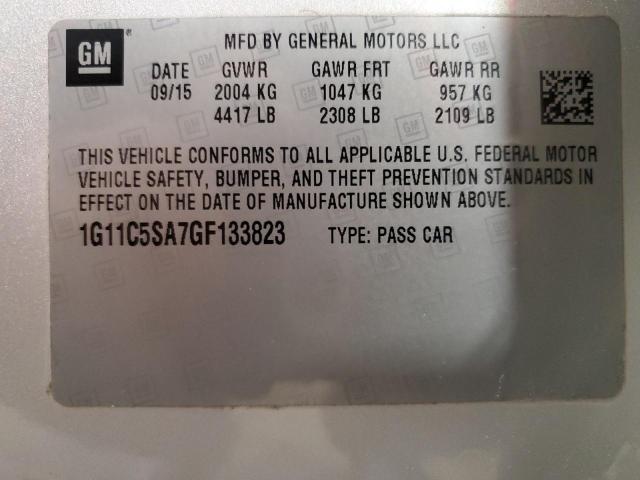 GM
MFD BY GENERAL MOTORS LLC
DATE GVWR GAWR FRT GAWR RR
09/15 2004 KG 1047 KG 957 KG
4417 LB 2308 LB 2109 LB
THIS VEHICLE CONFORMS TO ALL APPLICABLE U.S. FEDERAL MOTOR
VEHICLE SAFETY, BUMPER, AND THEFT PREVENTION STANDARDS IN
EFFECT ON THE DATE OF MANUFACTURE SHOWN ABOVE.
1G11C5SA7GF133823 TYPE: PASS CAR